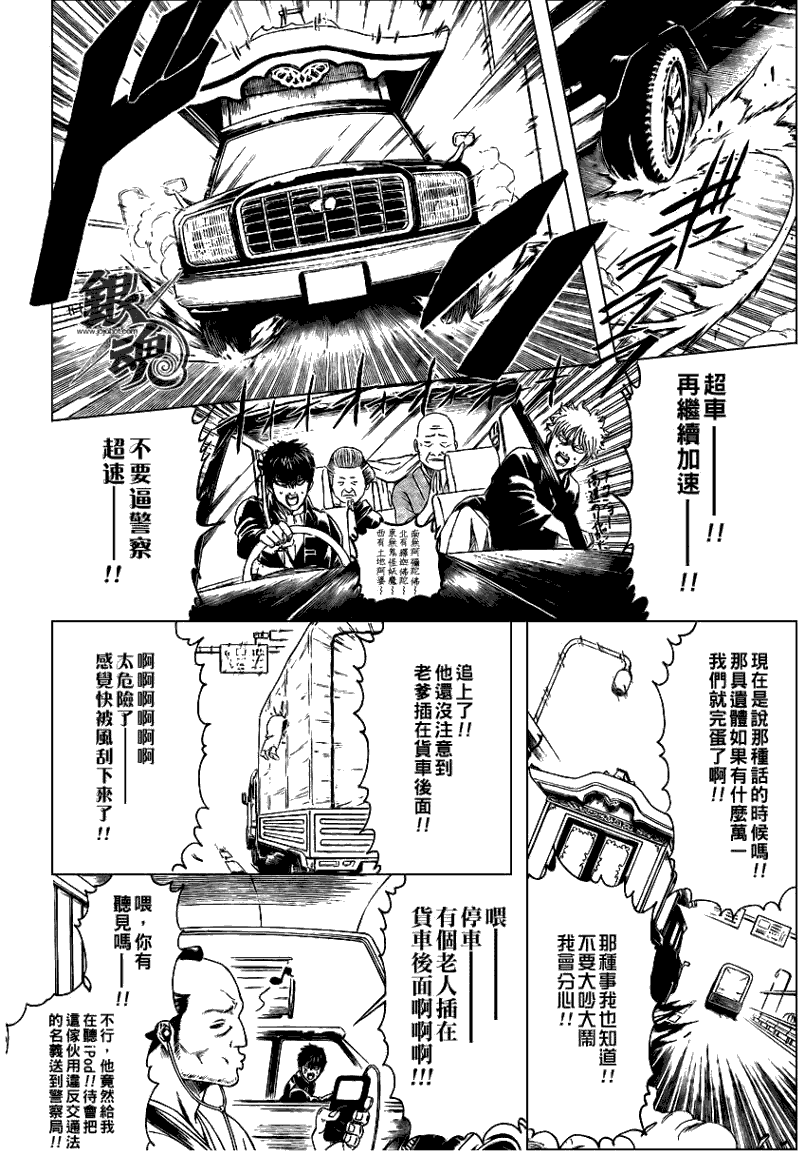 銀魂
www.jojohot.com
超車——!!
再繼續加速——!!
不要逼警察
超速——!!
南無阿彌陀佛~
北有釋迦佛陀~
東無鬼怪妖魔~
西有土地阿婆~
現在是說那種話的時候嗎!!
那具遺體如果有什麼萬一
我們就完蛋了啊!!
那種事我也知道!!
不要大吵大鬧
我會分心!!
追上了!!
他還沒注意到
老爹插在貨車後面!!
啊啊啊啊啊啊
太危險了——
感覺快被風刮下來了!!
喂——
停車——
有個老人插在
貨車後面啊啊啊!!!
喂,你有
聽見嗎——!!
不行,他竟然給我
在聽iPod!!待會把
這傢伙用違反交通法
的名義送到警察局!!